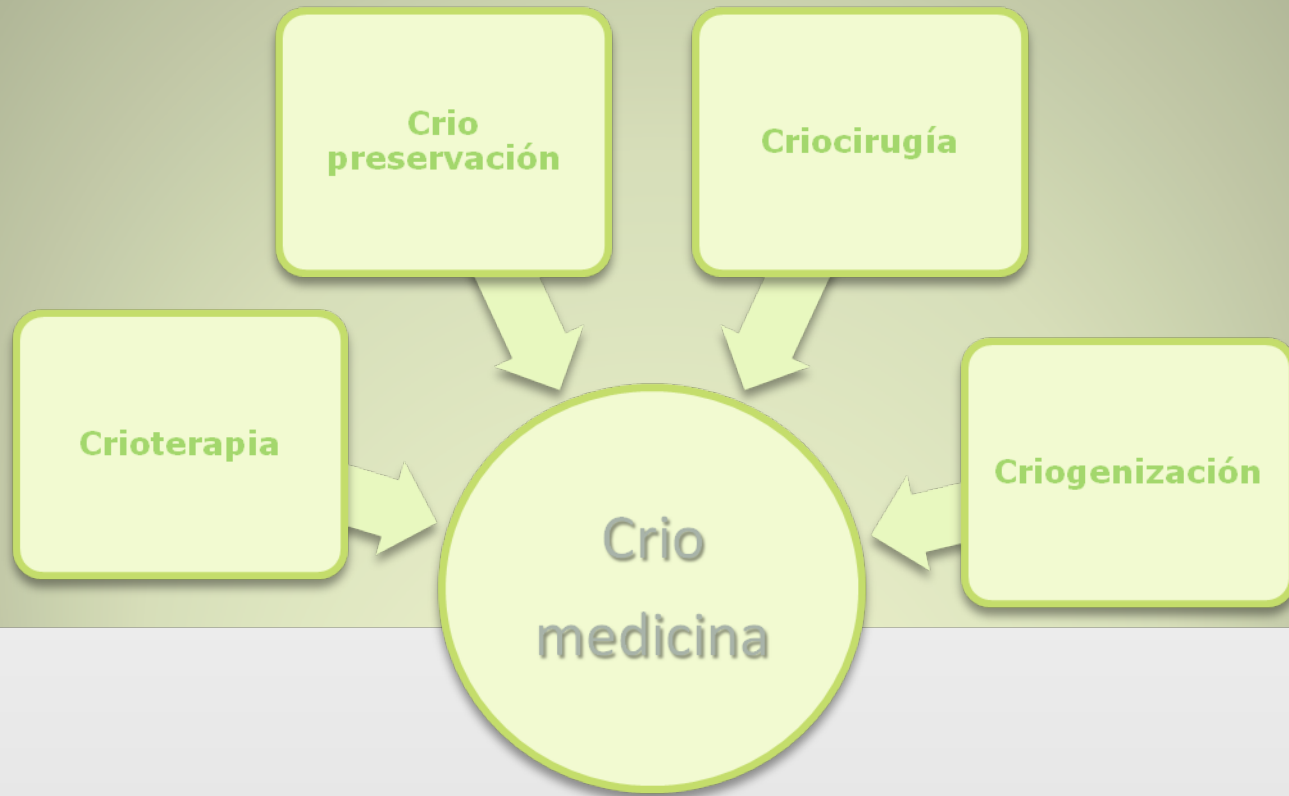 Crio
preservación
Criocirugía
Crioterapia
Criogenización
Crio
medicina